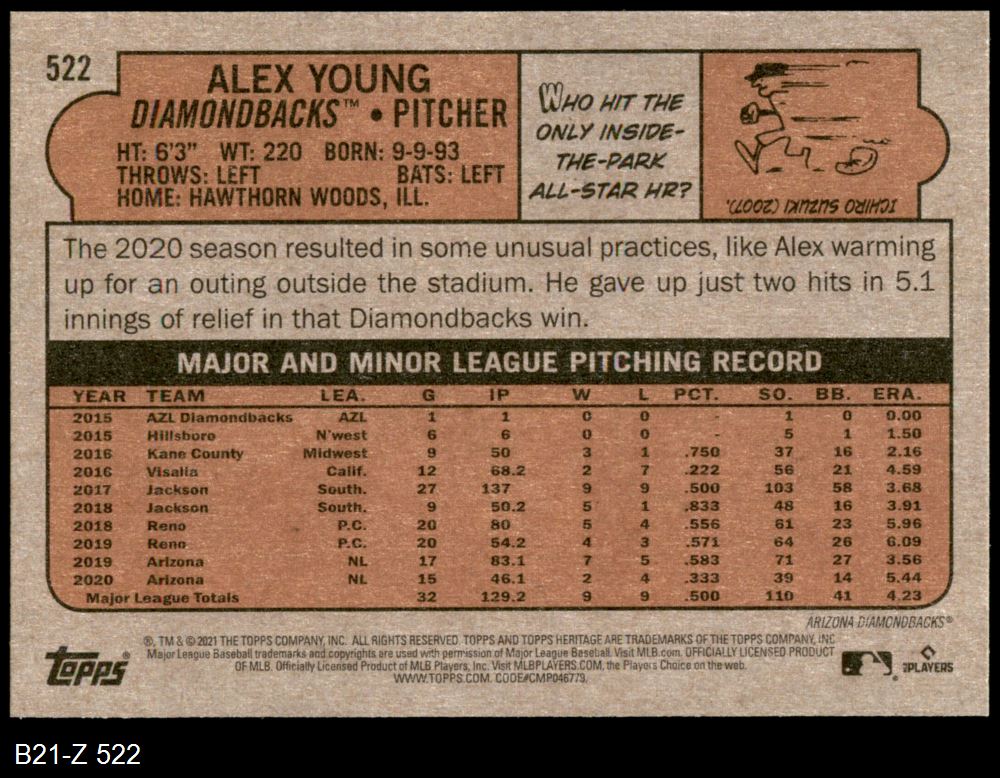 522
ALEX YOUNG
DIAMONDBACKS™ • PITCHER
HT: 6'3" WT: 220 BORN: 9-9-93
THROWS: LEFT BATS: LEFT
HOME: HAWTHORN WOODS, ILL.
WHO HIT THE
ONLY INSIDE-
THE-PARK
ALL-STAR HR?
ICHIRO SUZUKI (2007).
The 2020 season resulted in some unusual practices, like Alex warming
up for an outing outside the stadium. He gave up just two hits in 5.1
innings of relief in that Diamondbacks win.
MAJOR AND MINOR LEAGUE PITCHING RECORD
YEAR TEAM LEA. G IP W L PCT. SO. BB. ERA.
2015 AZL Diamondbacks AZL 1 1 0 0 - 1 0 0.00
2015 Hillsboro N'west 6 6 0 0 - 5 1 1.50
2016 Kane County Midwest 9 50 3 1 .750 37 16 2.16
2016 Visalia Calif. 12 68.2 2 7 .222 56 21 4.59
2017 Jackson South. 27 137 9 9 .500 103 58 3.68
2018 Jackson South. 9 50.2 5 1 .833 48 16 3.91
2018 Reno P.C. 20 80 5 4 .556 61 23 5.96
2019 Reno P.C. 20 54.2 4 3 .571 64 26 6.09
2019 Arizona NL 17 83.1 7 5 .583 71 27 3.56
2020 Arizona NL 15 46.1 2 4 .333 39 14 5.44
Major League Totals 32 129.2 9 9 .500 110 41 4.23
ARIZONA DIAMONDBACKS®
®, TM & © 2021 THE TOPPS COMPANY, INC. ALL RIGHTS RESERVED. TOPPS AND TOPPS HERITAGE ARE TRADEMARKS OF THE TOPPS COMPANY, INC.
Major League Baseball trademarks and copyrights are used with permission of Major League Baseball. Visit MLB.com. OFFICIALLY LICENSED PRODUCT
OF MLB. Officially Licensed Product of MLB Players, Inc. Visit MLBPLAYERS.COM, the Players Choice on the web.
WWW.TOPPS.COM. CODE#CMP046779.
Topps®
PLAYERS
B21-Z 522